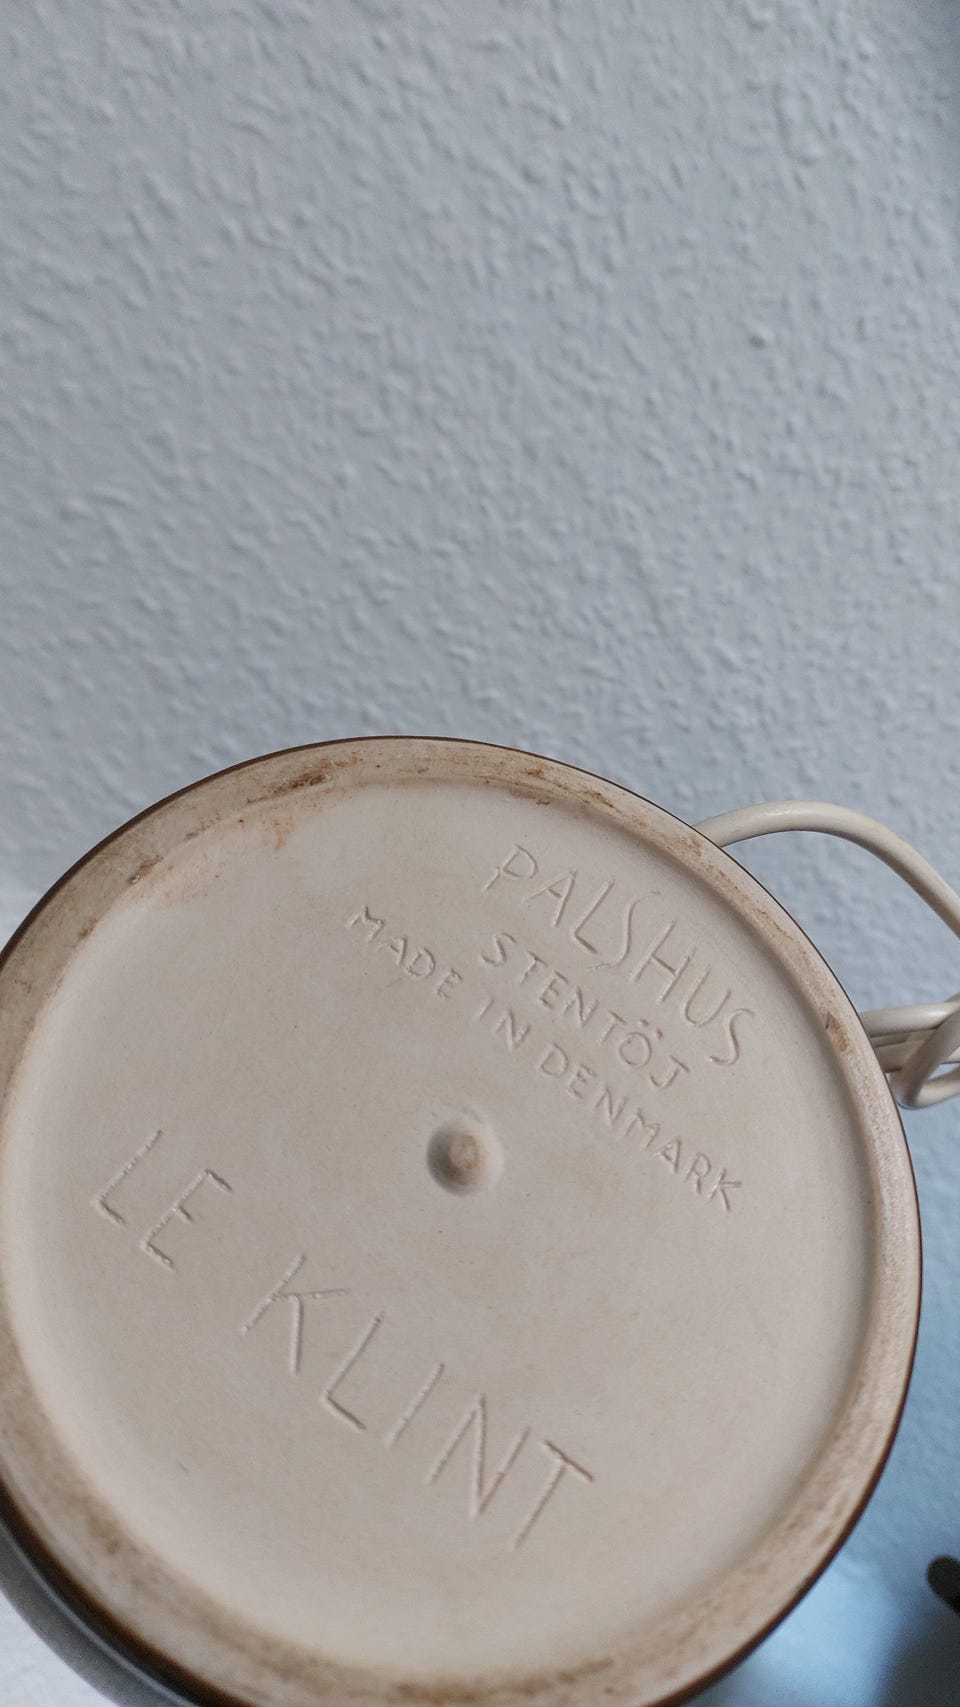 PALSHUS
STENTÖJ
MADE IN DENMARK
LE KLINT